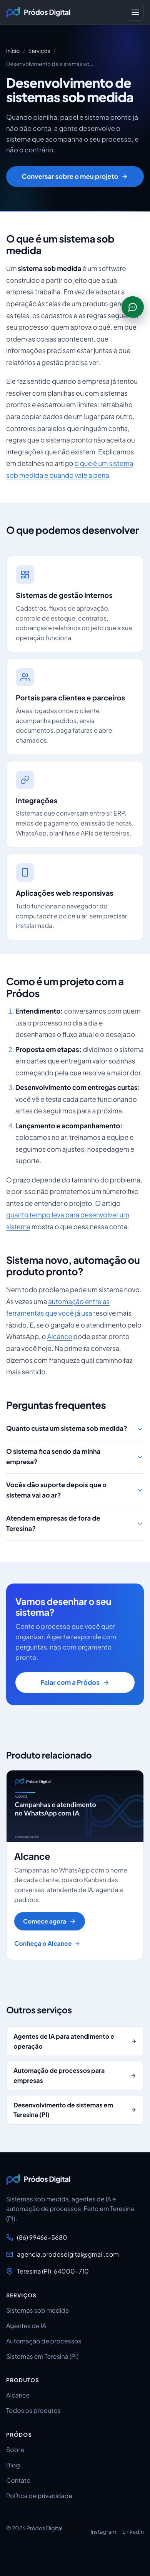 Pródos Digital
Início / Serviços /
Desenvolvimento de sistemas so...
Desenvolvimento de
sistemas sob medida
Quando planilha, papel e sistema pronto já
não dão conta, a gente desenvolve o
sistema que acompanha o seu processo, e
não o contrário.
Conversar sobre o meu projeto →
O que é um sistema sob
medida
Um sistema sob medida é um software
construído a partir do jeito que a sua
empresa trabalha. Em vez de adaptar a
operação às telas de um produto genérico,
as telas, os cadastros e as regras seguem o seu
processo: quem aprova o quê, em que
ordem as coisas acontecem, que
informações precisam estar juntas e que
relatórios a gestão precisa ver.
Ele faz sentido quando a empresa já tentou
resolver com planilhas ou com sistemas
prontos e esbarrou em limites: retrabalho
para copiar dados de um lugar para outro,
controles paralelos que ninguém confia,
regras que o sistema pronto não aceita ou
integrações que não existem. Explicamos
em detalhes no artigo o que é um sistema
sob medida e quando vale a pena.
O que podemos desenvolver
Sistemas de gestão internos
Cadastros, fluxos de aprovação,
controle de estoque, contratos,
cobranças e relatórios do jeito que a sua
operação funciona.
Portais para clientes e parceiros
Áreas logadas onde o cliente
acompanha pedidos, envia
documentos, paga faturas e abre
chamados.
Integrações
Sistemas que conversam entre si: ERP,
meios de pagamento, emissão de notas,
WhatsApp, planilhas e APIs de terceiros.
Aplicações web responsivas
Tudo funciona no navegador do
computador e do celular, sem precisar
instalar nada.
Como é um projeto com a
Pródos
1. Entendimento: conversamos com quem
usa o processo no dia a dia e
desenhamos o fluxo atual e o desejado.
2. Proposta em etapas: dividimos o sistema
em partes que entregam valor sozinhas,
começando pela que resolve a maior dor.
3. Desenvolvimento com entregas curtas:
você vê e testa cada parte funcionando
antes de seguirmos para a próxima.
4. Lançamento e acompanhamento:
colocamos no ar, treinamos a equipe e
seguimos com ajustes, hospedagem e
suporte.
O prazo depende do tamanho do problema,
e por isso não prometemos um número fixo
antes de entender o projeto. O artigo
quanto tempo leva para desenvolver um
sistema mostra o que pesa nessa conta.
Sistema novo, automação ou
produto pronto?
Nem todo problema pede um sistema novo.
Às vezes uma automação entre as
ferramentas que você já usa resolve mais
rápido. E, se o gargalo é o atendimento pelo
WhatsApp, o Alcance pode estar pronto
para você hoje. Na primeira conversa,
dizemos com franqueza qual caminho faz
mais sentido.
Perguntas frequentes
Quanto custa um sistema sob medida?
O sistema fica sendo da minha
empresa?
Vocês dão suporte depois que o
sistema vai ao ar?
Atendem empresas de fora de
Teresina?
Vamos desenhar o seu
sistema?
Conte o processo que você quer
organizar. A gente responde com
perguntas, não com orçamento
pronto.
Falar com a Pródos →
Produto relacionado
Pródos Digital
Campanhas e atendimento
no WhatsApp com IA
Alcance
Campanhas no WhatsApp com o nome
de cada cliente, quadro Kanban das
conversas, atendente de IA, agenda e
pedidos.
Comece agora →
Conheça o Alcance →
Outros serviços
Agentes de IA para atendimento e
operação →
Automação de processos para
empresas →
Desenvolvimento de sistemas em
Teresina (PI) →
Pródos Digital
Sistemas sob medida, agentes de IA e
automação de processos. Feito em Teresina
(PI).
(86) 99466-5680
agencia.prodosdigital@gmail.com
Teresina (PI), 64000-710
SERVIÇOS
Sistemas sob medida
Agentes de IA
Automação de processos
Sistemas em Teresina (PI)
PRODUTOS
Alcance
Todos os produtos
PRÓDOS
Sobre
Blog
Contato
Política de privacidade
© 2026 Pródos Digital
Instagram LinkedIn